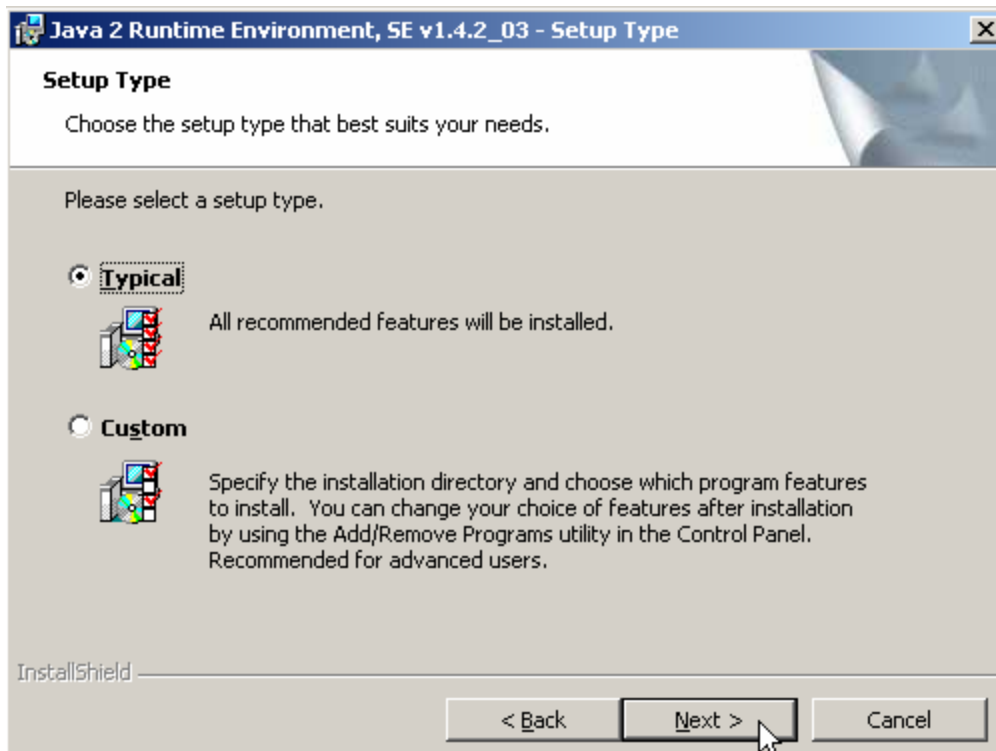 Java 2 Runtime Environment, SE v1.4.2_03 - Setup Type
Setup Type
Choose the setup type that best suits your needs.
Please select a setup type.
Typical
All recommended features will be installed.
Custom
Specify the installation directory and choose which program features
to install.  You can change your choice of features after installation
by using the Add/Remove Programs utility in the Control Panel.
Recommended for advanced users.
InstallShield
< Back
Next >
Cancel